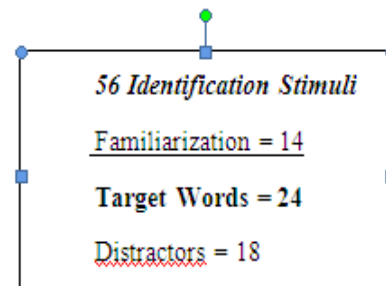 56 Identification Stimuli
Familiarization = 14
Target Words = 24
Distractors = 18